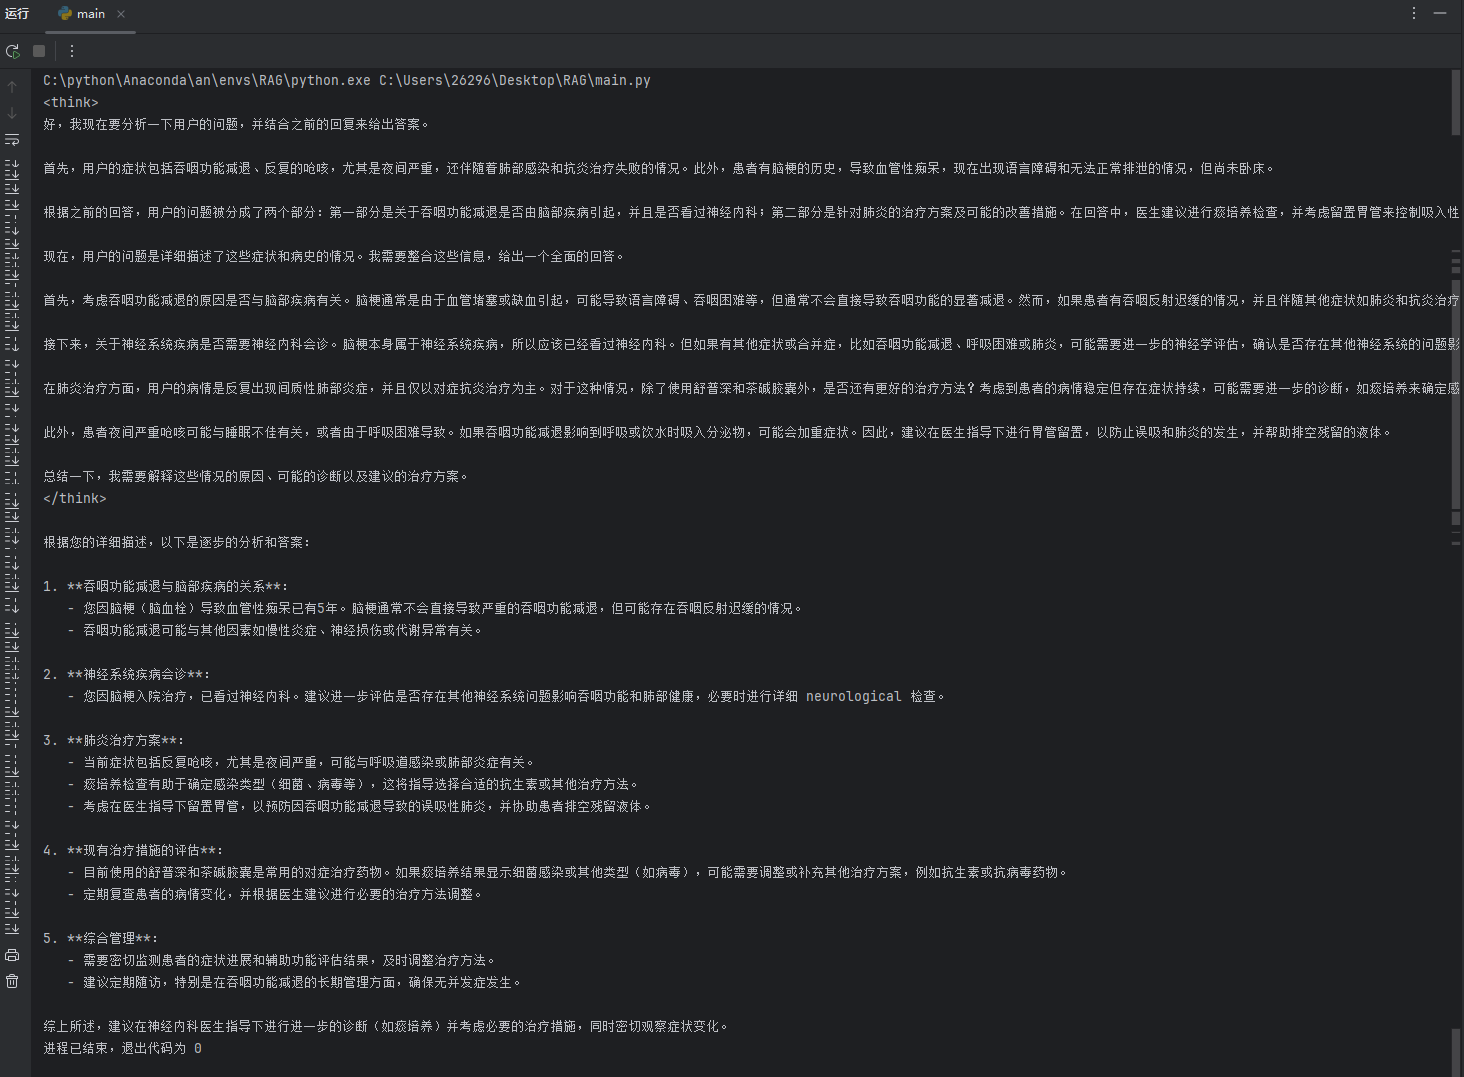 运行 main
C:\python\Anaconda\an\envs\RAG\python.exe C:\Users\26296\Desktop\RAG\main.py
<think>
好，我现在要分析一下用户的问题，并结合之前的回复来给出答案。
首先，用户的症状包括吞咽功能减退、反复的呛咳，尤其是夜间严重，还伴随着肺部感染和抗炎治疗失败的情况。此外，患者有脑梗的历史，导致血管性痴呆，现在出现语言障碍和无法正常排泄的情况，但尚未卧床。
根据之前的回答，用户的问题被分成了两个部分：第一部分是关于吞咽功能减退是否由脑部疾病引起，并且是否看过神经内科；第二部分是针对肺炎的治疗方案及可能的改善措施。在回答中，医生建议进行痰培养检查，并考虑留置胃管来控制吸入性
现在，用户的问题是详细描述了这些症状和病史的情况。我需要整合这些信息，给出一个全面的回答。
首先，考虑吞咽功能减退的原因是否与脑部疾病有关。脑梗通常是由于血管堵塞或缺血引起，可能导致语言障碍、吞咽困难等，但通常不会直接导致吞咽功能的显著减退。然而，如果患者有吞咽反射迟缓的情况，并且伴随其他症状如肺炎和抗炎治疗
接下来，关于神经系统疾病是否需要神经内科会诊。脑梗本身属于神经系统疾病，所以应该已经看过神经内科。但如果有其他症状或合并症，比如吞咽功能减退、呼吸困难或肺炎，可能需要进一步的神经学评估，确认是否存在其他神经系统的问题影
在肺炎治疗方面，用户的病情是反复出现间质性肺部炎症，并且仅以对症抗炎治疗为主。对于这种情况，除了使用舒普深和茶碱胶囊外，是否还有更好的治疗方法？考虑到患者的病情稳定但存在症状持续，可能需要进一步的诊断，如痰培养来确定感
此外，患者夜间严重呛咳可能与睡眠不佳有关，或者由于呼吸困难导致。如果吞咽功能减退影响到呼吸或饮水时吸入分泌物，可能会加重症状。因此，建议在医生指导下进行胃管留置，以防止误吸和肺炎的发生，并帮助排空残留的液体。
总结一下，我需要解释这些情况的原因、可能的诊断以及建议的治疗方案。
</think>
根据您的详细描述，以下是逐步的分析和答案：
1. **吞咽功能减退与脑部疾病的关系**：
- 您因脑梗（脑血栓）导致血管性痴呆已有5年。脑梗通常不会直接导致严重的吞咽功能减退，但可能存在吞咽反射迟缓的情况。
- 吞咽功能减退可能与其他因素如慢性炎症、神经损伤或代谢异常有关。
2. **神经系统疾病会诊**：
- 您因脑梗入院治疗，已看过神经内科。建议进一步评估是否存在其他神经系统问题影响吞咽功能和肺部健康，必要时进行详细 neurological 检查。
3. **肺炎治疗方案**：
- 当前症状包括反复呛咳，尤其是夜间严重，可能与呼吸道感染或肺部炎症有关。
- 痰培养检查有助于确定感染类型（细菌、病毒等），这将指导选择合适的抗生素或其他治疗方法。
- 考虑在医生指导下留置胃管，以预防因吞咽功能减退导致的误吸性肺炎，并协助患者排空残留液体。
4. **现有治疗措施的评估**：
- 目前使用的舒普深和茶碱胶囊是常用的对症治疗药物。如果痰培养结果显示细菌感染或其他类型（如病毒），可能需要调整或补充其他治疗方案，例如抗生素或抗病毒药物。
- 定期复查患者的病情变化，并根据医生建议进行必要的治疗方法调整。
5. **综合管理**：
- 需要密切监测患者的症状进展和辅助功能评估结果，及时调整治疗方法。
- 建议定期随访，特别是在吞咽功能减退的长期管理方面，确保无并发症发生。
综上所述，建议在神经内科医生指导下进行进一步的诊断（如痰培养）并考虑必要的治疗措施，同时密切观察症状变化。
进程已结束，退出代码为 0